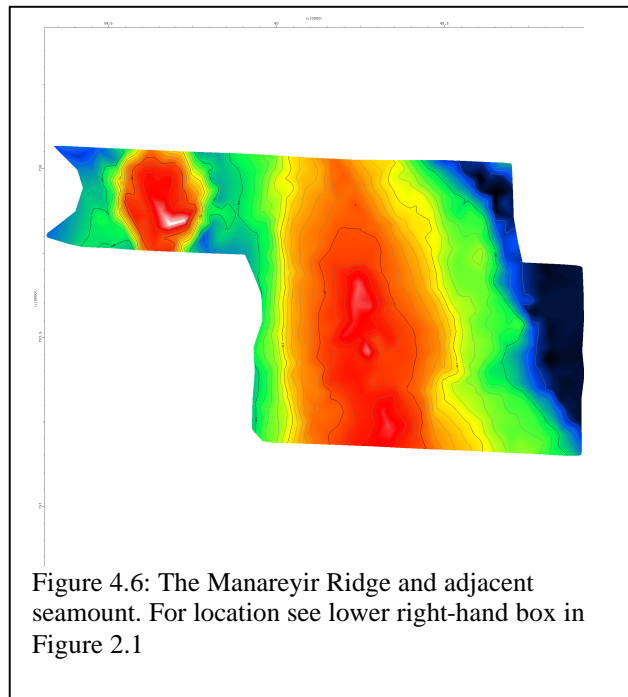 Figure 4.6: The Manareyir Ridge and adjacent
seamount. For location see lower right-hand box in
Figure 2.1